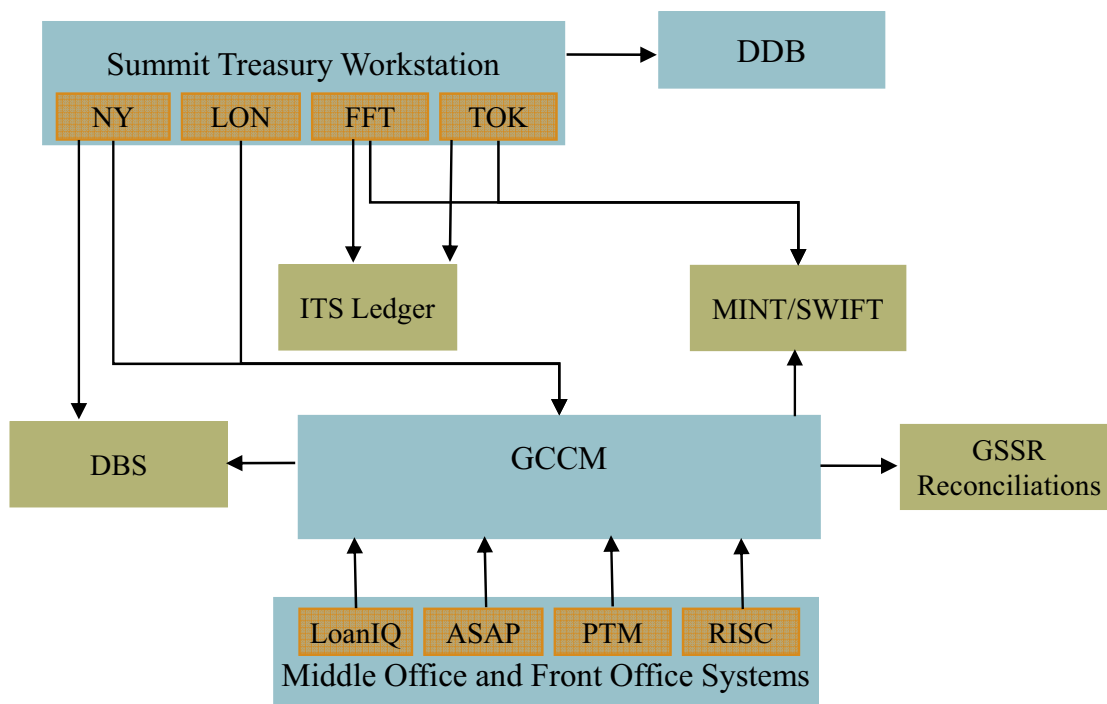 Summit Treasury Workstation
DDB
NY
LON
FFT
TOK
ITS Ledger
MINT/SWIFT
DBS
GCCM
GSSR
Reconciliations
LoanIQ
ASAP
PTM
RISC
Middle Office and Front Office Systems